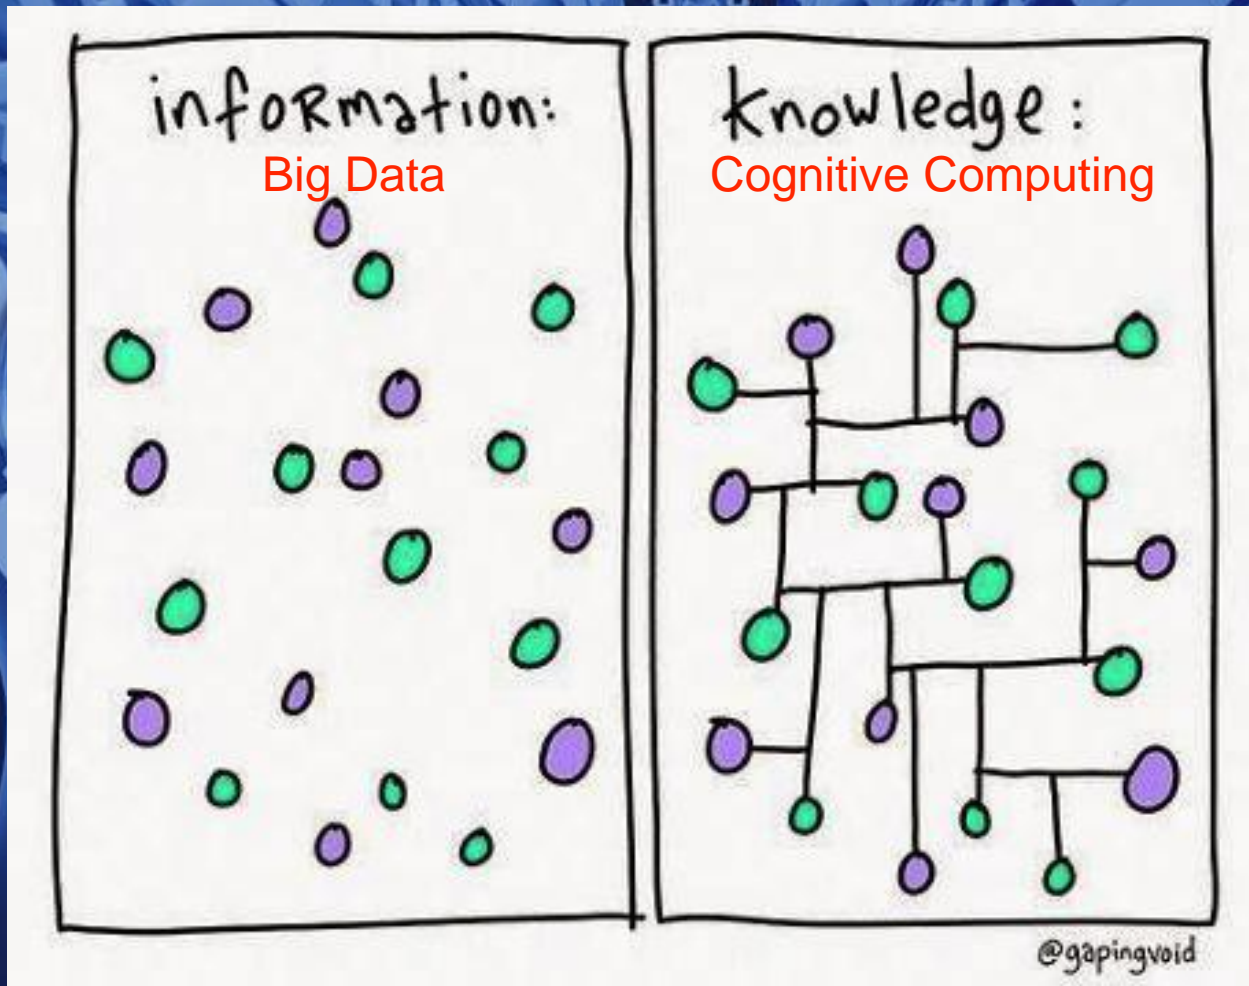 infoRmation:
Big Data
knowledge:
Cognitive Computing
@gapingvoid